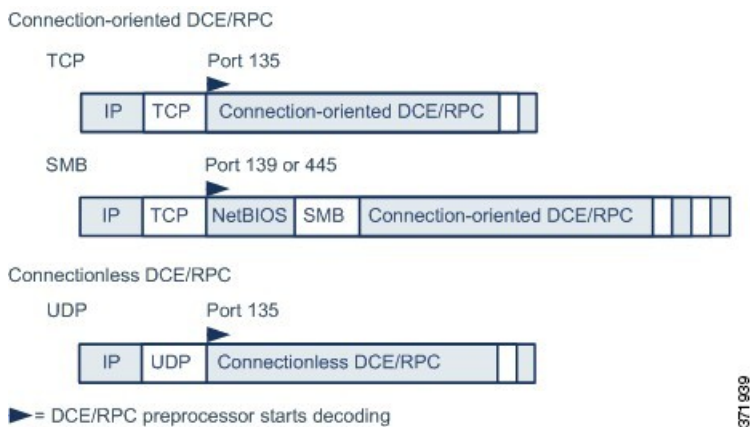 Connection-oriented DCE/RPC
TCP Port 135
IP TCP Connection-oriented DCE/RPC
SMB Port 139 or 445
IP TCP NetBIOS SMB Connection-oriented DCE/RPC
Connectionless DCE/RPC
UDP Port 135
IP UDP Connectionless DCE/RPC
= DCE/RPC preprocessor starts decoding
371939